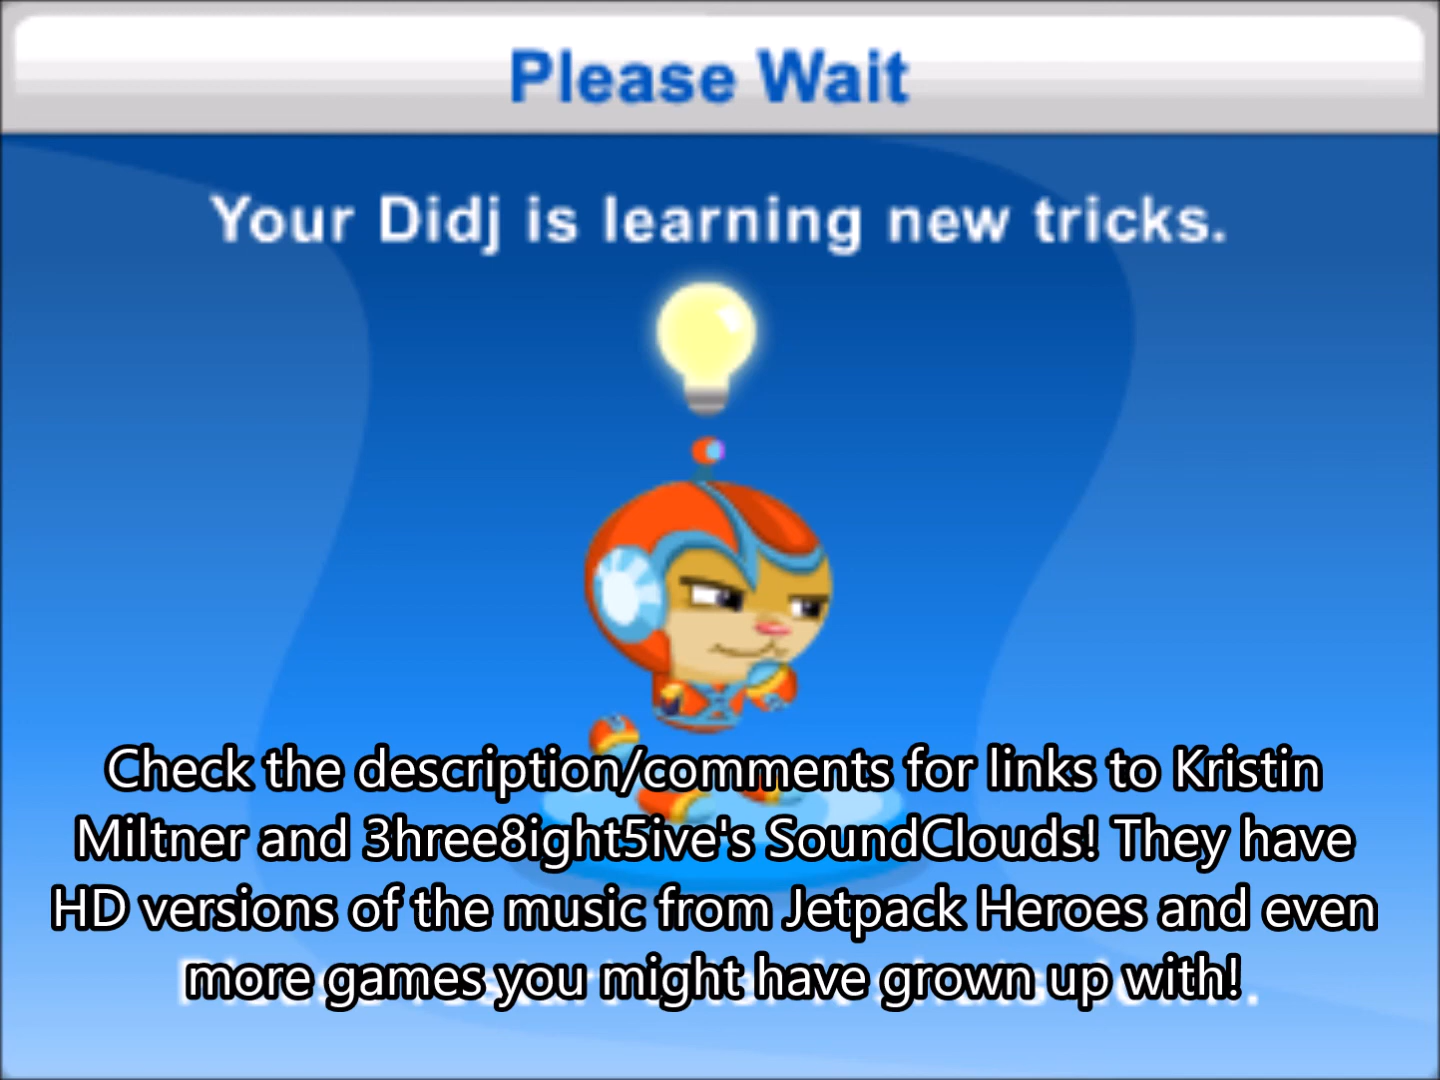 Please Wait
Your Didj is learning new tricks.
Check the description/comments for links to Kristin
Miltner and 3hree8ight5ive's SoundClouds! They have
HD versions of the music from Jetpack Heroes and even
more games you might have grown up with!